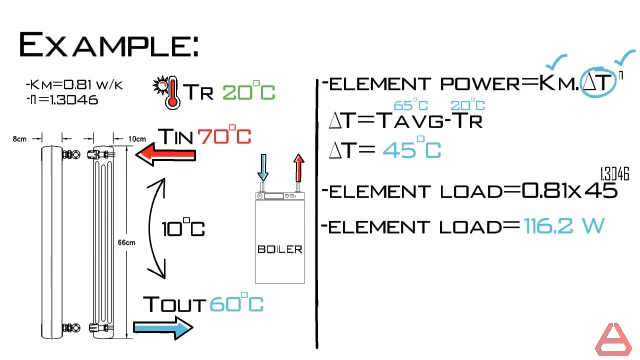 Example:
-Km=0.81 w/k
-n=1.3046
Tr 20°C
8cm
10cm
Tin 70°C
10°C
66cm
Boiler
Tout 60°C
-element power=Km.ΔT n
65°C 20°C
ΔT=Tavg-Tr
ΔT= 45°C
1.3046
-element load=0.81x45
-element load=116.2 W